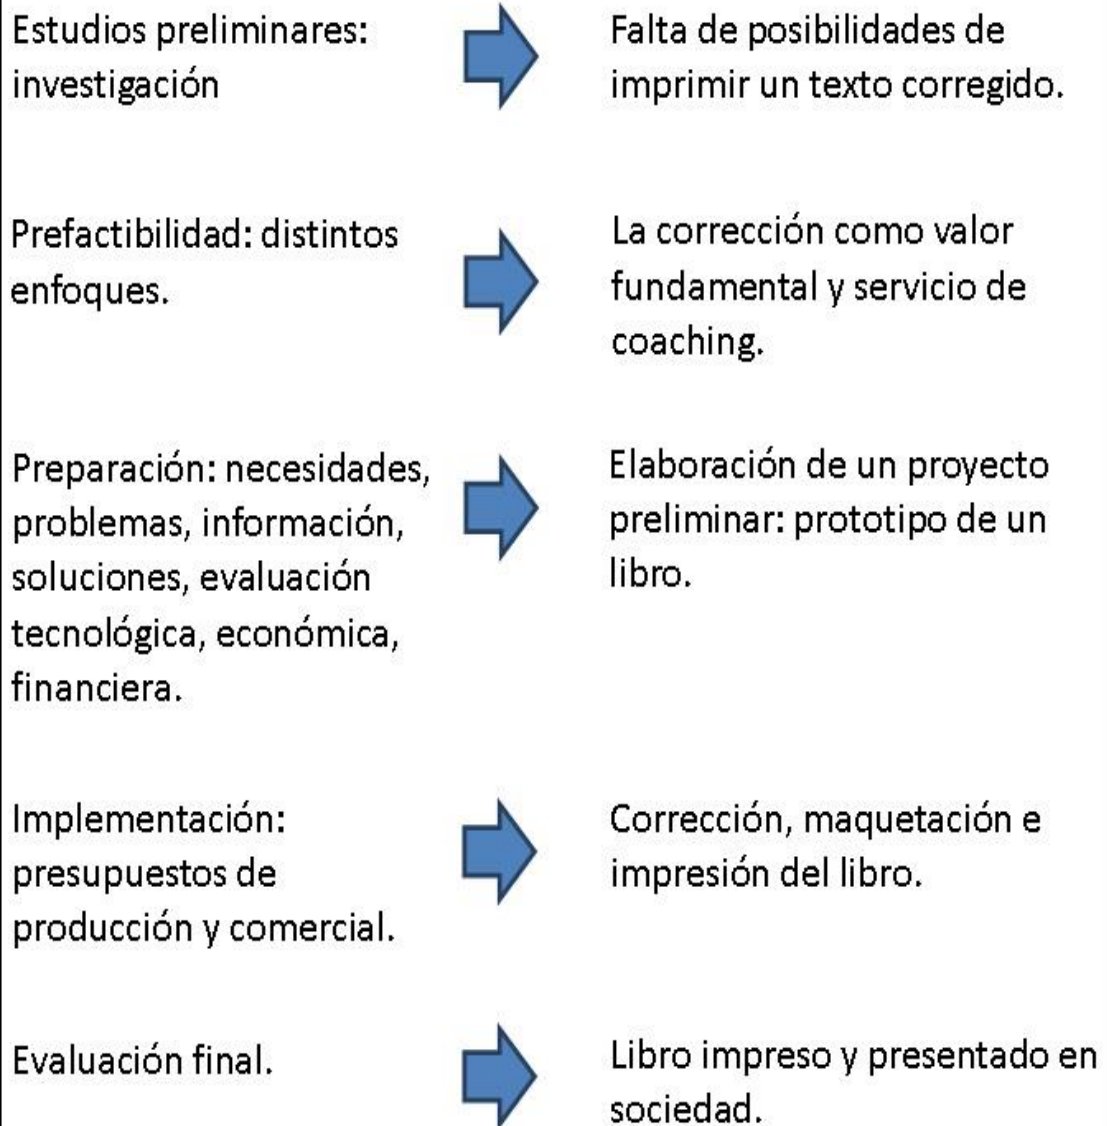 Estudios preliminares:
investigación
Falta de posibilidades de
imprimir un texto corregido.
Prefactibilidad: distintos
enfoques.
La corrección como valor
fundamental y servicio de
coaching.
Preparación: necesidades,
problemas, información,
soluciones, evaluación
tecnológica, económica,
financiera.
Elaboración de un proyecto
preliminar: prototipo de un
libro.
Implementación:
presupuestos de
producción y comercial.
Corrección, maquetación e
impresión del libro.
Evaluación final.
Libro impreso y presentado en
sociedad.